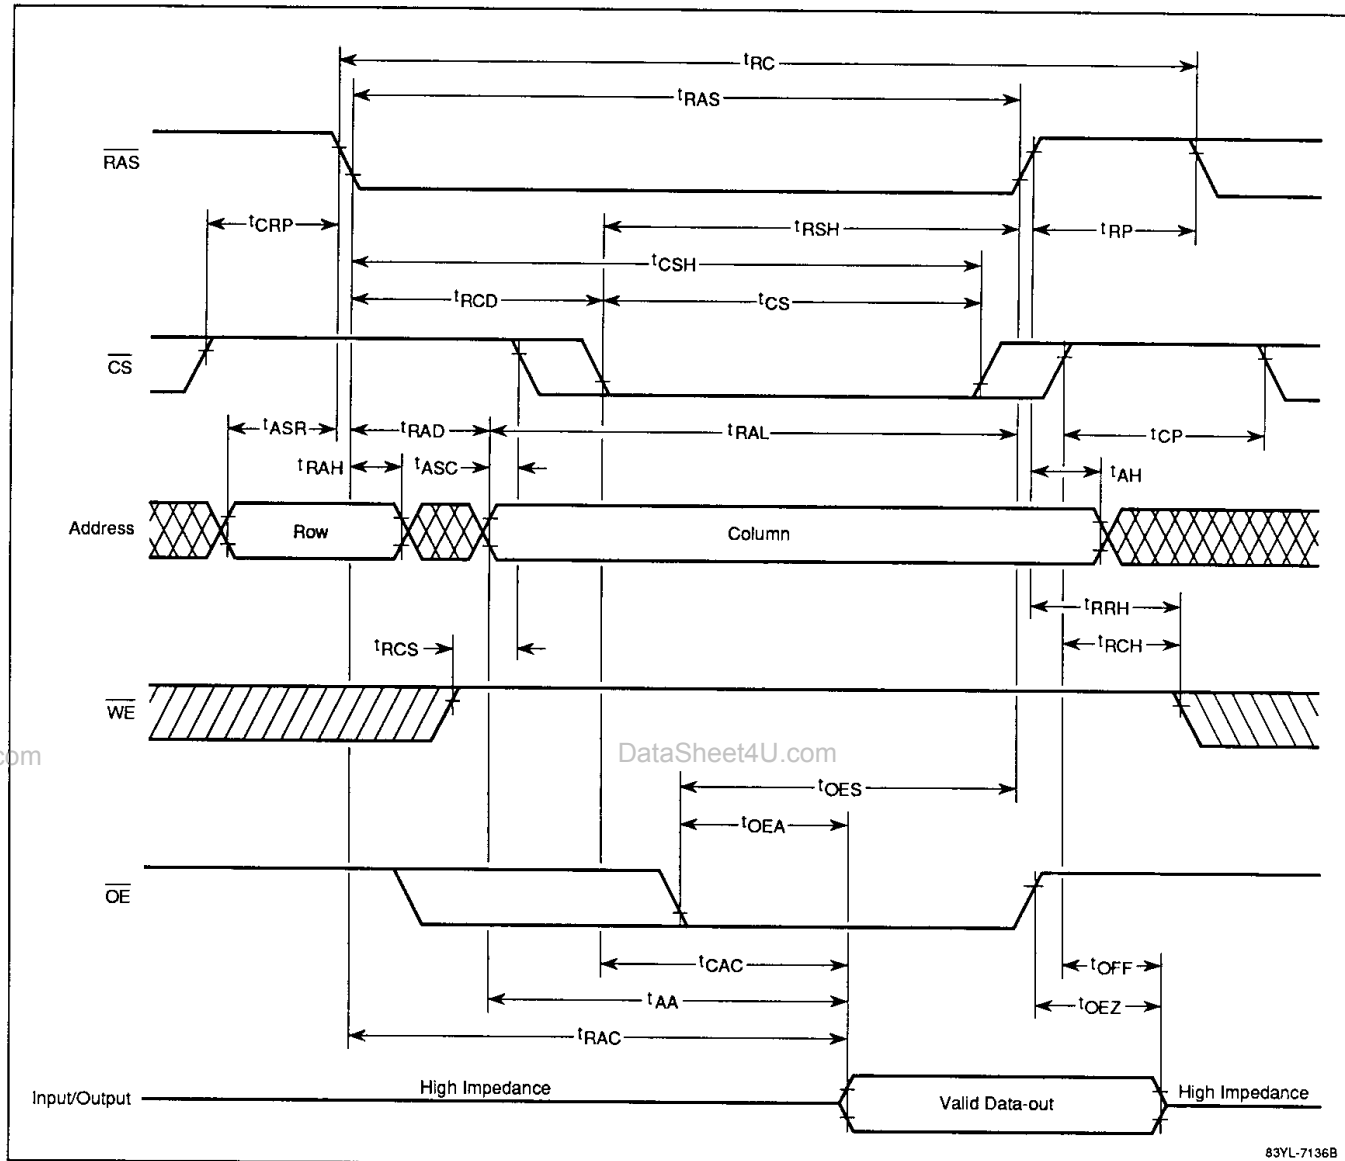 tRC
tRAS
RAS
tCRP
tRSH
tRP
tCSH
tRCD
tCS
CS
tASR
tRAD
tRAL
tCP
tRAH
tASC
tAH
Address
Row
Column
tRRH
tRCS
tRCH
WE
com
DataSheet4U.com
tOES
tOEA
OE
tCAC
tOFF
tAA
tOEZ
tRAC
High Impedance
Input/Output
Valid Data-out
High Impedance
83YL-7136B